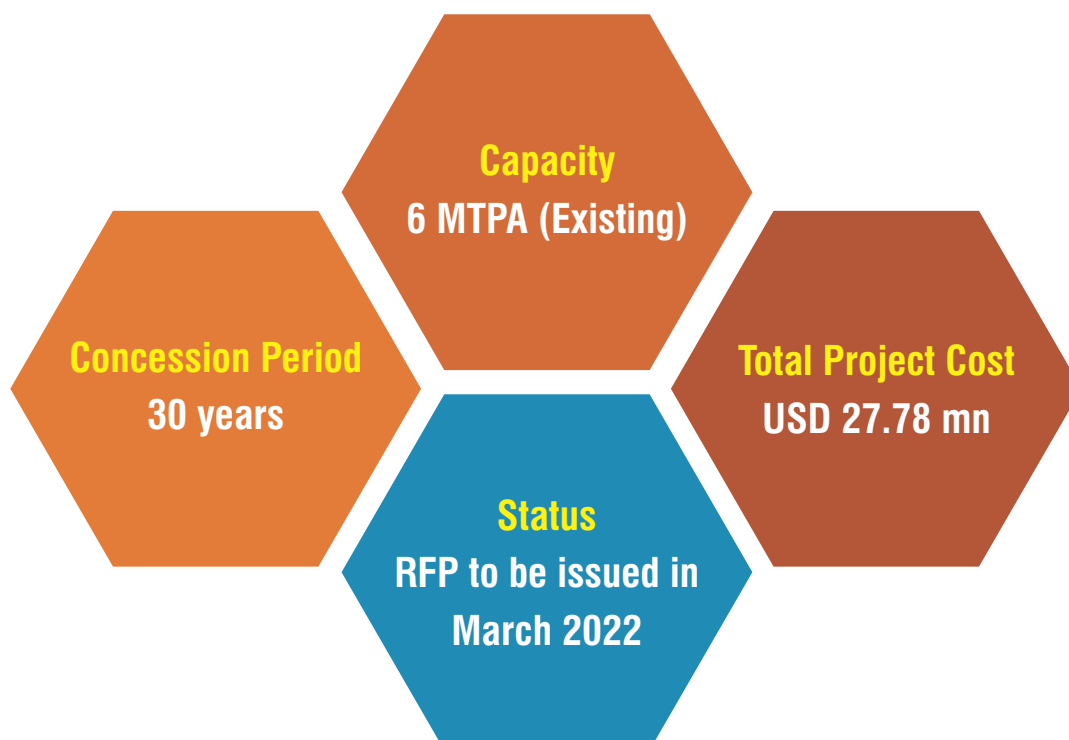 Capacity
6 MTPA (Existing)
Concession Period
30 years
Total Project Cost
USD 27.78 mn
Status
RFP to be issued in
March 2022